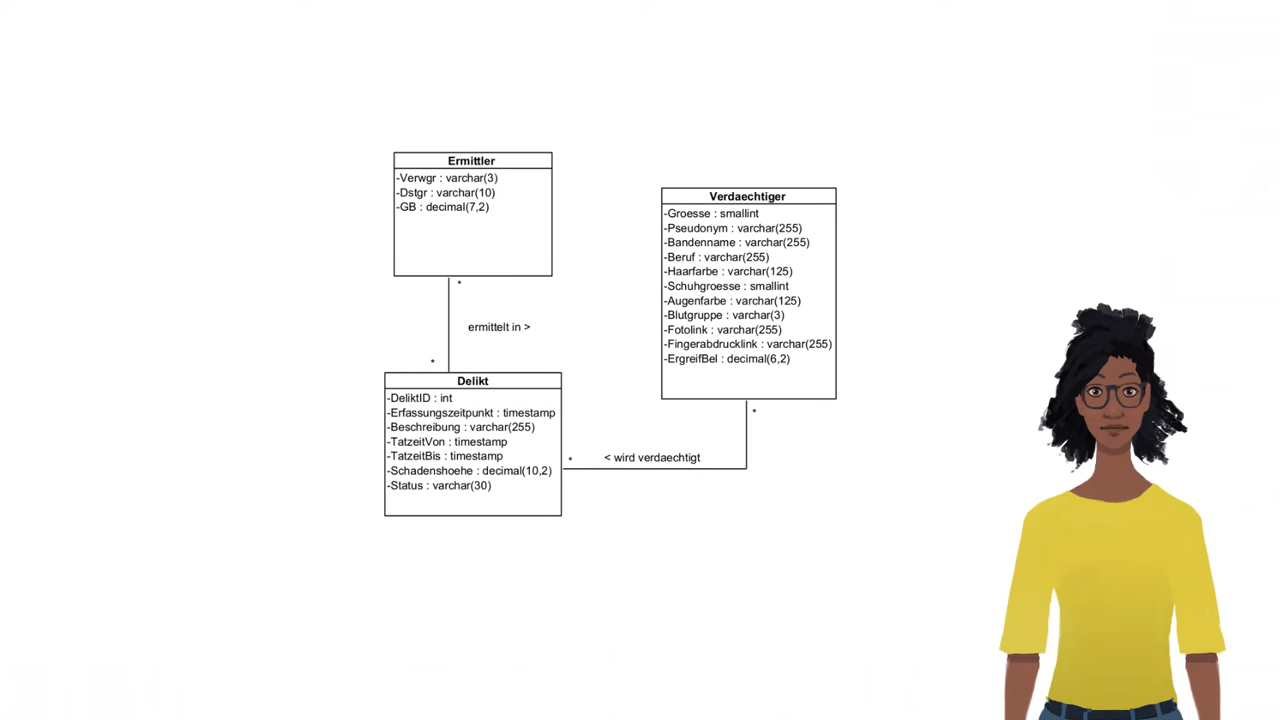 Ermittler
-Verwgr : varchar(3)
-Dstgr : varchar(10)
-GB : decimal(7,2)
*
ermittelt in >
*
Delikt
-DeliktID : int
-Erfassungszeitpunkt : timestamp
-Beschreibung : varchar(255)
-TatzeitVon : timestamp
-TatzeitBis : timestamp
-Schadenshoehe : decimal(10,2)
-Status : varchar(30)
Verdaechtiger
-Groesse : smallint
-Pseudonym : varchar(255)
-Bandenname : varchar(255)
-Beruf : varchar(255)
-Haarfarbe : varchar(125)
-Schuhgroesse : smallint
-Augenfarbe : varchar(125)
-Blutgruppe : varchar(3)
-Fotolink : varchar(255)
-Fingerabdrucklink : varchar(255)
-ErgreifBel : decimal(6,2)
*
* < wird verdaechtigt